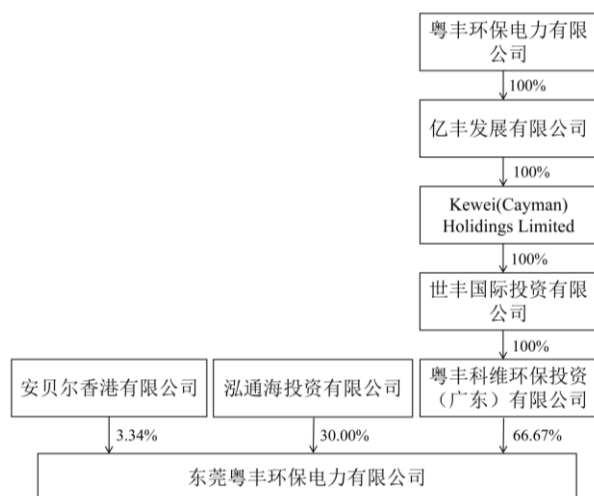 粤丰环保电力有限
公司
100%
亿丰发展有限公司
100%
Kewei(Cayman)
Holidings Limited
100%
世丰国际投资有限
公司
100%
安贝尔香港有限公司
泓通海投资有限公司
粤丰科维环保投资
（广东）有限公司
3.34%
30.00%
66.67%
东莞粤丰环保电力有限公司